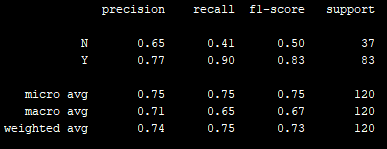 precision recall f1-score support
N 0.65 0.41 0.50 37
Y 0.77 0.90 0.83 83
micro avg 0.75 0.75 0.75 120
macro avg 0.71 0.65 0.67 120
weighted avg 0.74 0.75 0.73 120